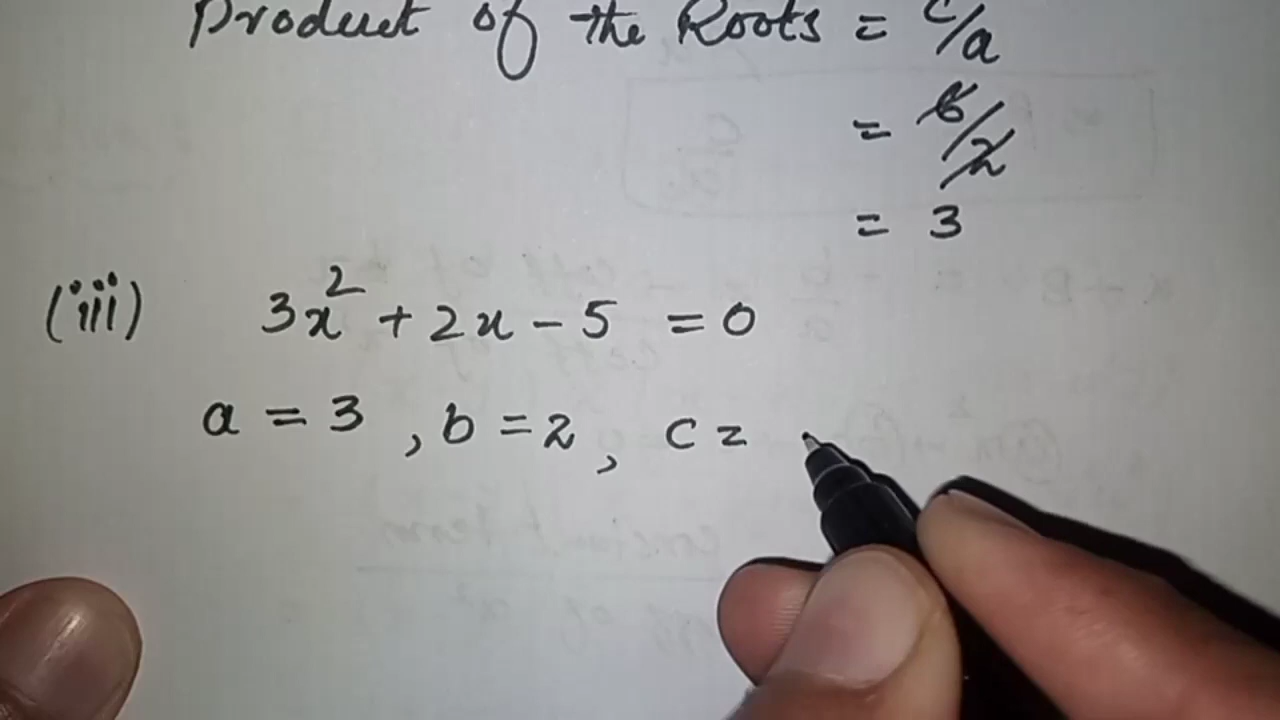 Product of the Roots = c/a
= 6/2
= 3
(iii) 3x² + 2x - 5 = 0
a = 3 , b = 2 , c =